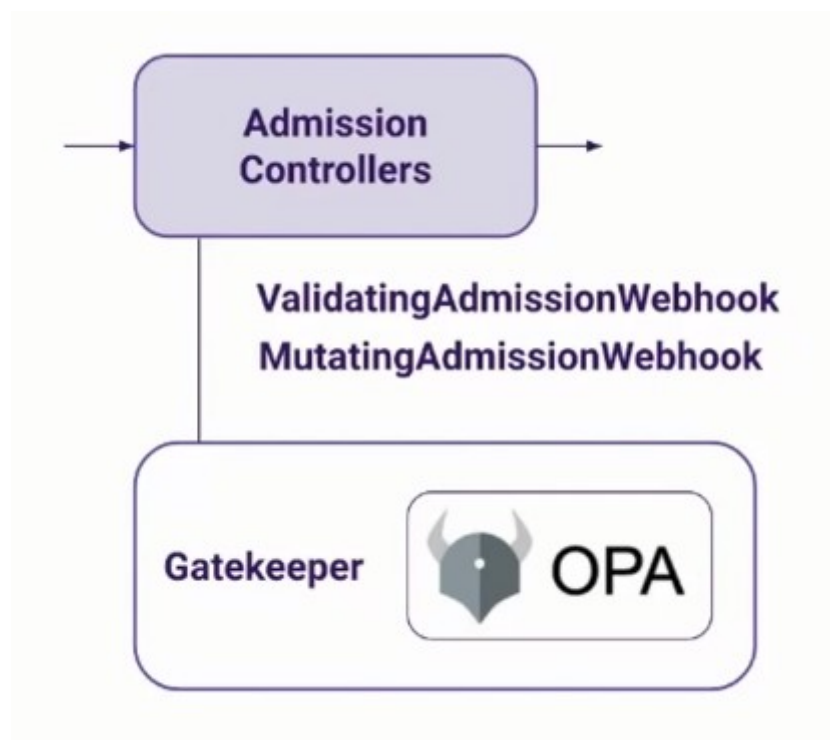 Admission
Controllers
ValidatingAdmissionWebhook
MutatingAdmissionWebhook
Gatekeeper
OPA